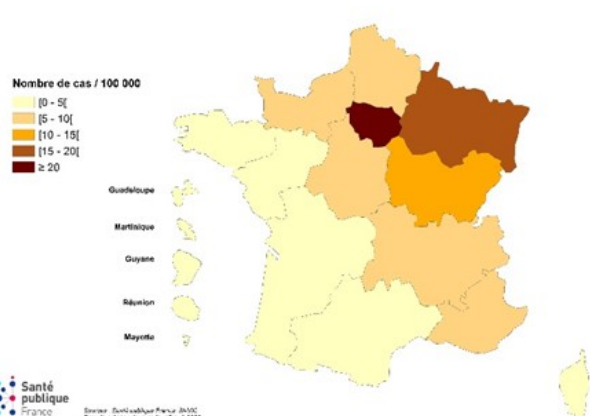 Nombre de cas / 100 000
[0 - 5[
[5 - 10[
[10 - 15[
[15 - 20[
≥ 20
Guadeloupe
Martinique
Guyane
Réunion
Mayotte
Santé
publique
France